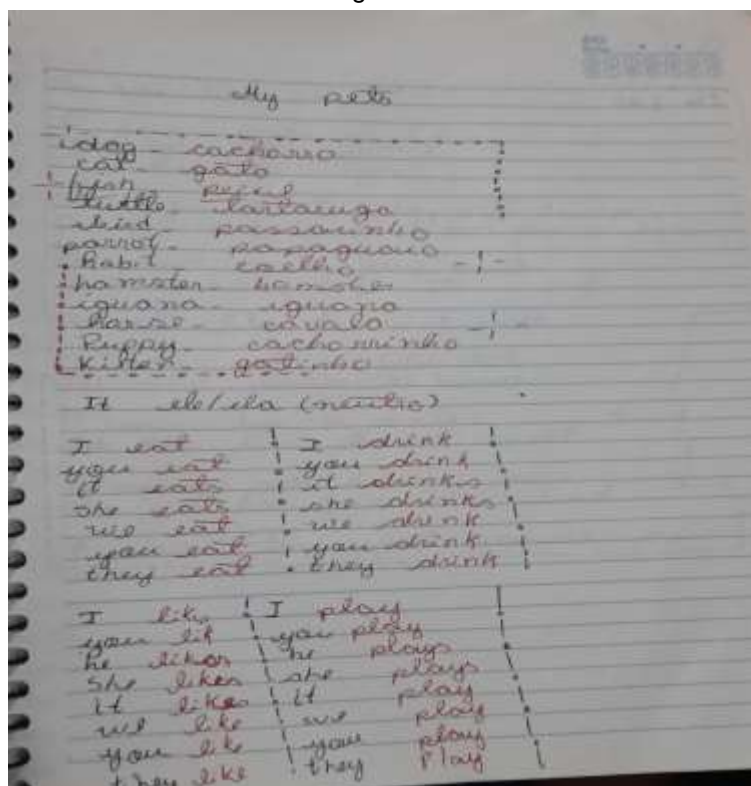 My pets
dog - cachorro
cat - gato
fish - peixe
turtle - tartaruga
bird - passarinho
parrot - papaguaio
Rabit - coelho
hamster - hamster
iguana - iguana
horse - cavalo
Puppy - cachorrinho
Kitten - gatinho
It ele/ela (neutro)
I eat I drink
you eat you drink
it eats it drinks
she eats she drinks
we eat we drink
you eat you drink
they eat they drink
I like I play
you lik you play
he likes he plays
She likes she plays
it likes it play
we like we play
you like you play
they like they Play